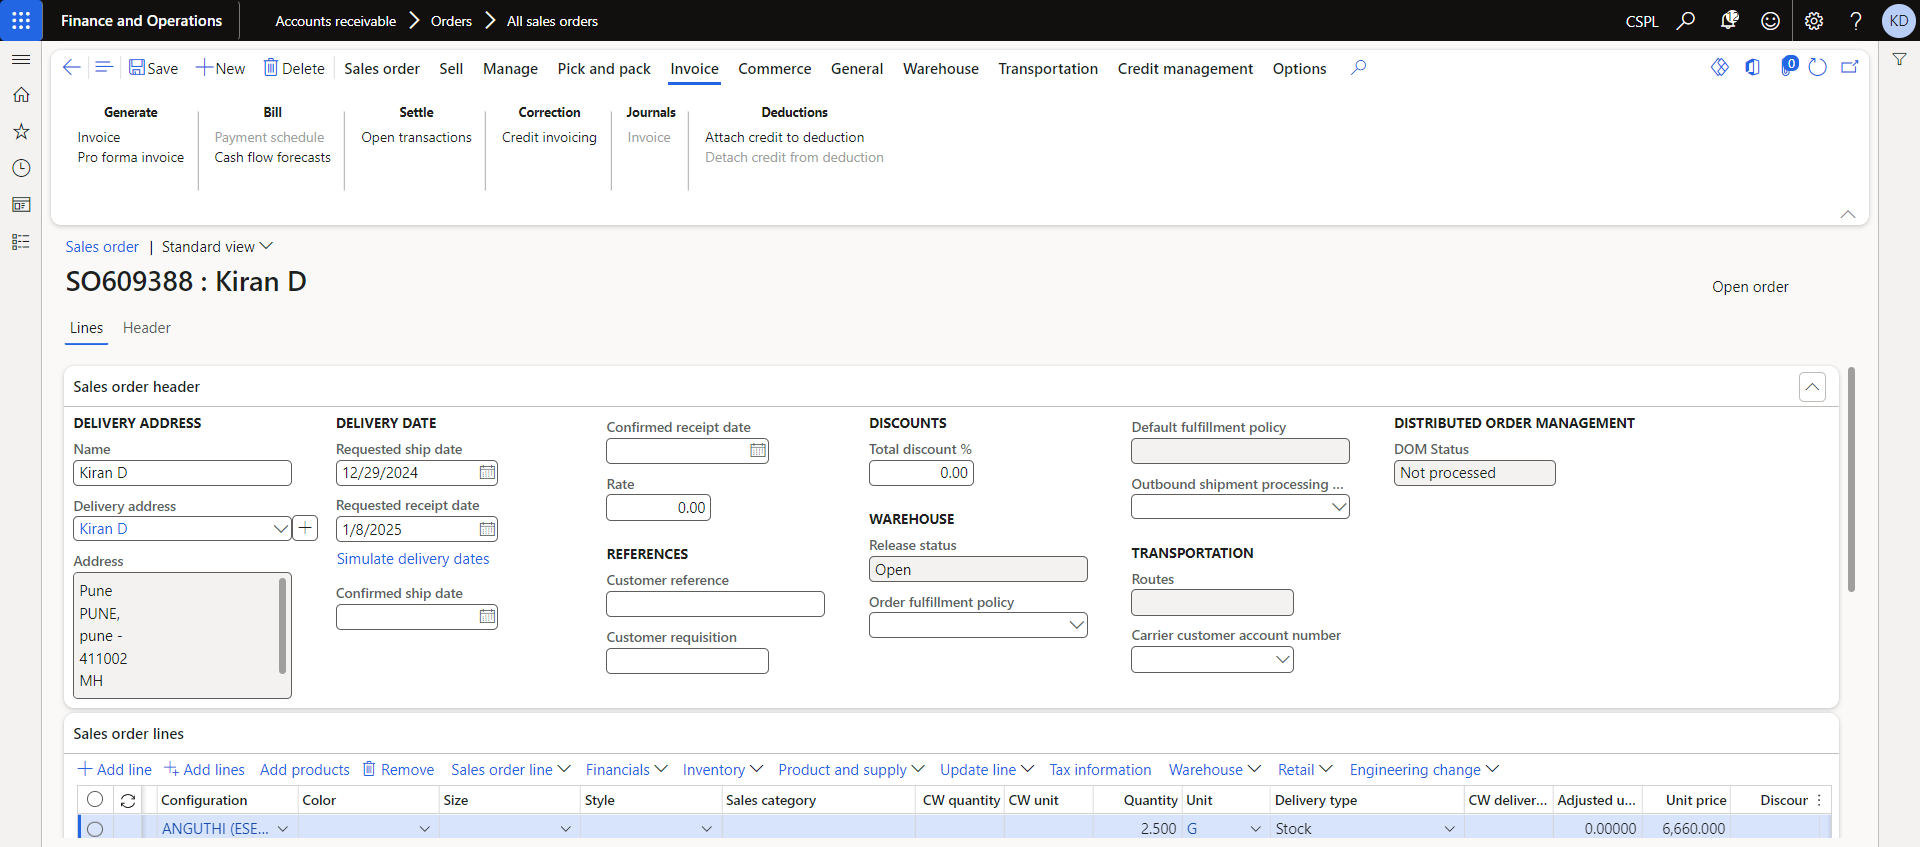 Finance and Operations
Accounts receivable
Orders
All sales orders
CSPL
12
KD
Save
New
Delete
Sales order
Sell
Manage
Pick and pack
Invoice
Commerce
General
Warehouse
Transportation
Credit management
Options
0
Generate
Invoice
Pro forma invoice
Bill
Payment schedule
Cash flow forecasts
Settle
Open transactions
Correction
Credit invoicing
Journals
Invoice
Deductions
Attach credit to deduction
Detach credit from deduction
Sales order | Standard view
SO609388 : Kiran D
Open order
Lines
Header
Sales order header
DELIVERY ADDRESS
Name
Kiran D
Delivery address
Kiran D
Address
Pune
PUNE,
pune -
411002
MH
DELIVERY DATE
Requested ship date
12/29/2024
Requested receipt date
1/8/2025
Simulate delivery dates
Confirmed ship date
Confirmed receipt date
Rate
0.00
REFERENCES
Customer reference
Customer requisition
DISCOUNTS
Total discount %
0.00
WAREHOUSE
Release status
Open
Order fulfillment policy
Default fulfillment policy
Outbound shipment processing ...
TRANSPORTATION
Routes
Carrier customer account number
DISTRIBUTED ORDER MANAGEMENT
DOM Status
Not processed
Sales order lines
Add line
Add lines
Add products
Remove
Sales order line
Financials
Inventory
Product and supply
Update line
Tax information
Warehouse
Retail
Engineering change
Configuration
Color
Size
Style
Sales category
CW quantity
CW unit
Quantity
Unit
Delivery type
CW deliver...
Adjusted u...
Unit price
Discour
ANGUTHI (ESE...
2.500
G
Stock
0.00000
6,660.000